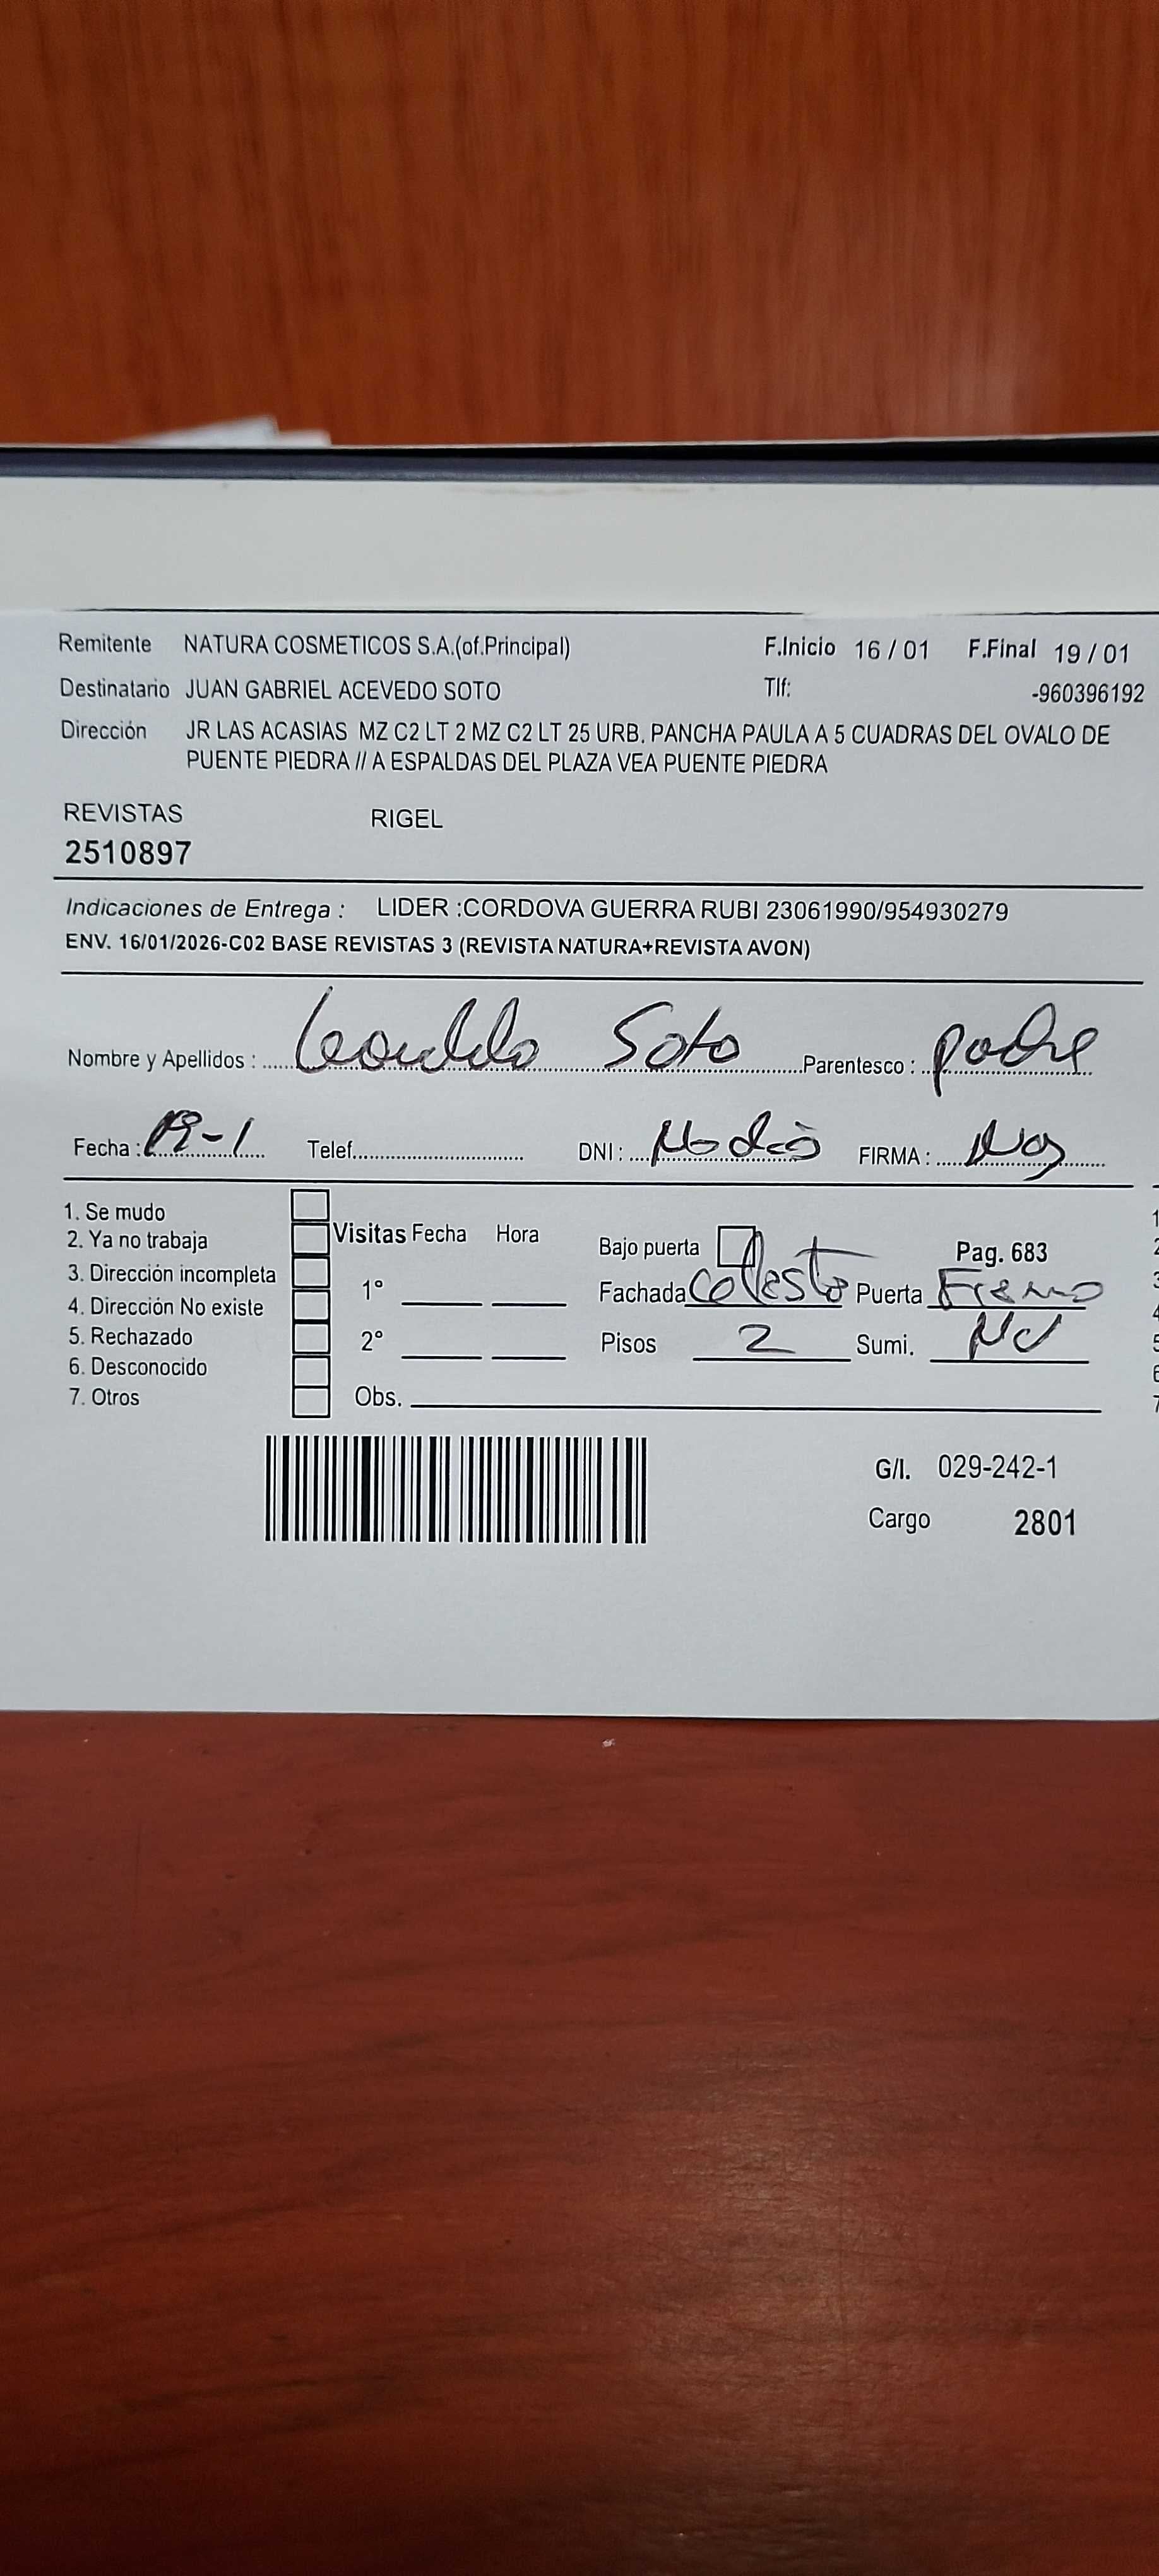 Remitente NATURA COSMETICOS S.A.(of.Principal) F.Inicio 16 / 01 F.Final 19 / 01
Destinatario JUAN GABRIEL ACEVEDO SOTO Tlf: -960396192
Dirección JR LAS ACASIAS MZ C2 LT 2 MZ C2 LT 25 URB. PANCHA PAULA A 5 CUADRAS DEL OVALO DE
PUENTE PIEDRA // A ESPALDAS DEL PLAZA VEA PUENTE PIEDRA
REVISTAS RIGEL
2510897
Indicaciones de Entrega : LIDER :CORDOVA GUERRA RUBI 23061990/954930279
ENV. 16/01/2026-C02 BASE REVISTAS 3 (REVISTA NATURA+REVISTA AVON)
Nombre y Apellidos : Soto Parentesco : padre
Fecha : 19-1 Telef. DNI : No dio FIRMA :
1. Se mudo
2. Ya no trabaja Visitas Fecha Hora Bajo puerta Pag. 683
3. Dirección incompleta 1° Fachada Celeste Puerta Fierro
4. Dirección No existe
5. Rechazado 2° Pisos 2 Sumi. No
6. Desconocido
7. Otros Obs.
G/I. 029-242-1
Cargo 2801